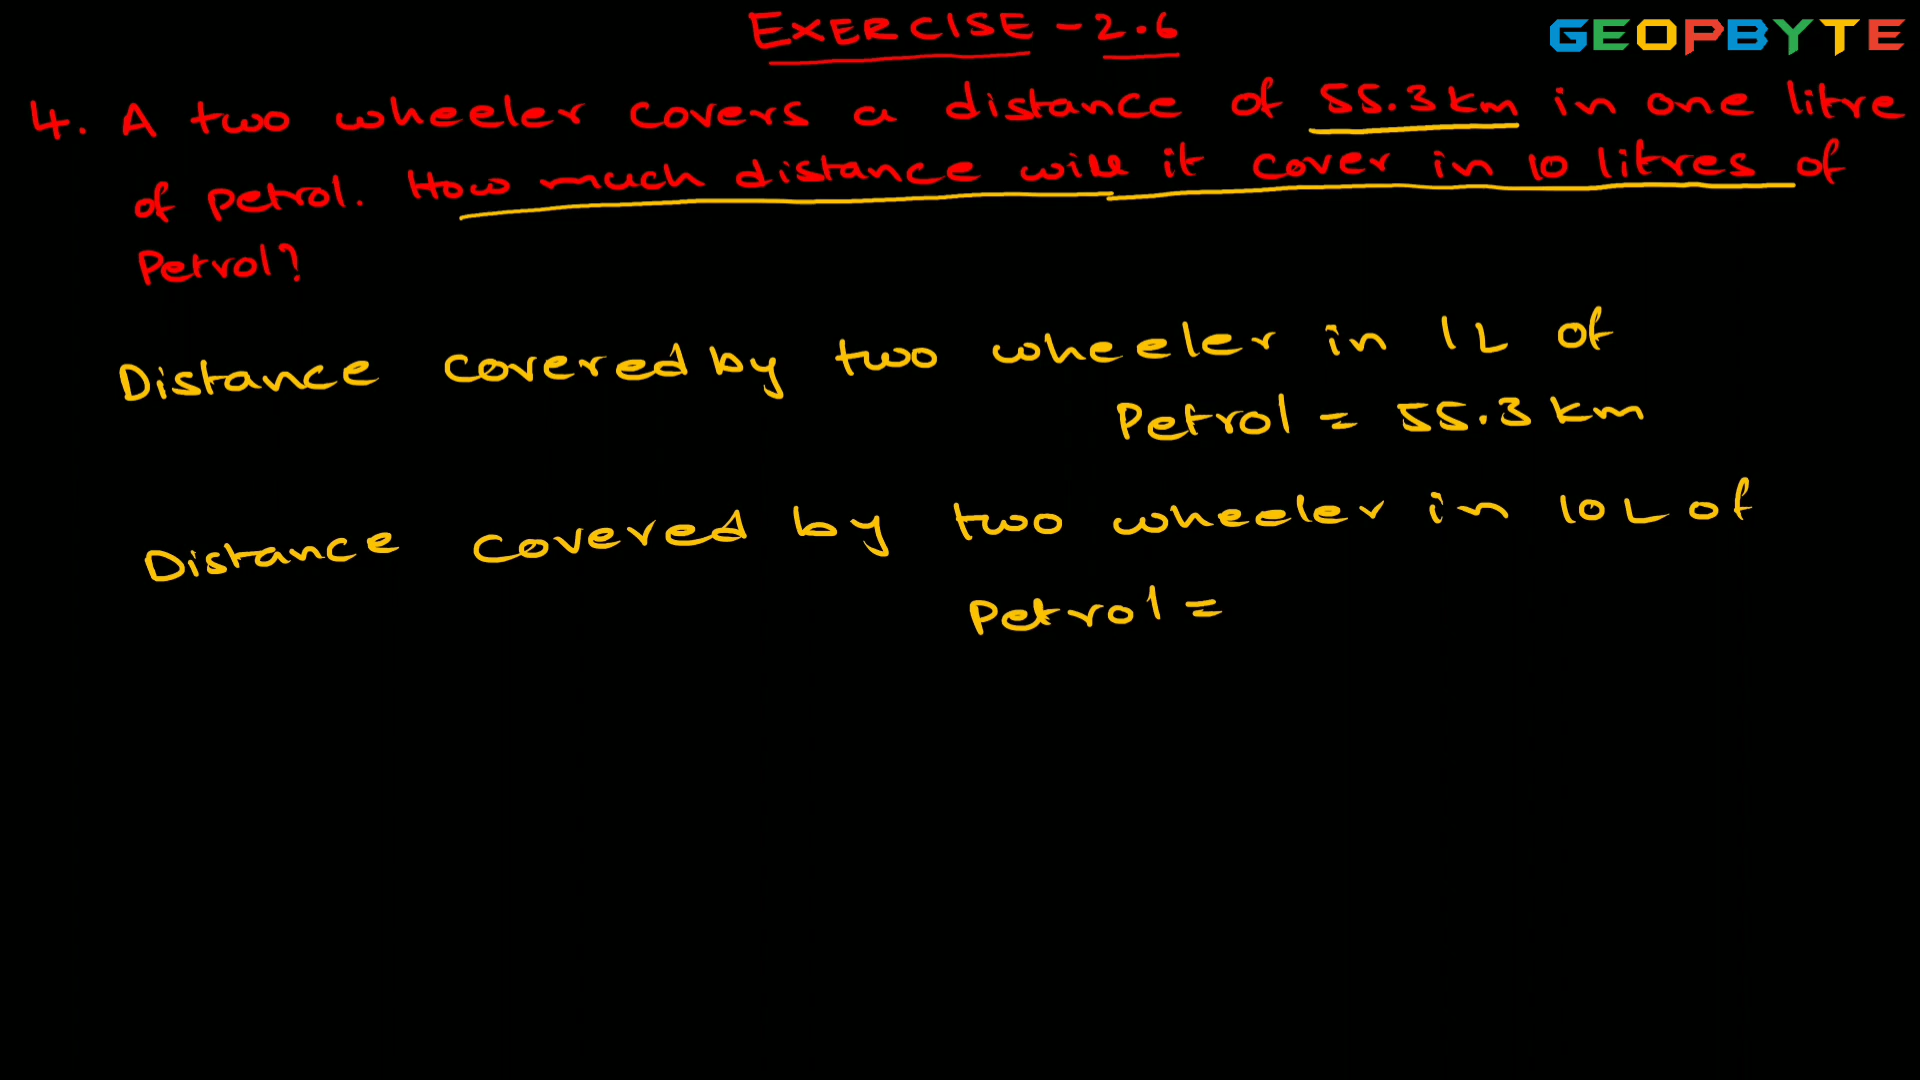 EXERCISE - 2.6
GEOPBYTE
4. A two wheeler covers a distance of 55.3 km in one litre
of petrol. How much distance will it cover in 10 litres of
Petrol?
Distance covered by two wheeler in 1L of
Petrol = 55.3 km
Distance covered by two wheeler in 10L of
Petrol =